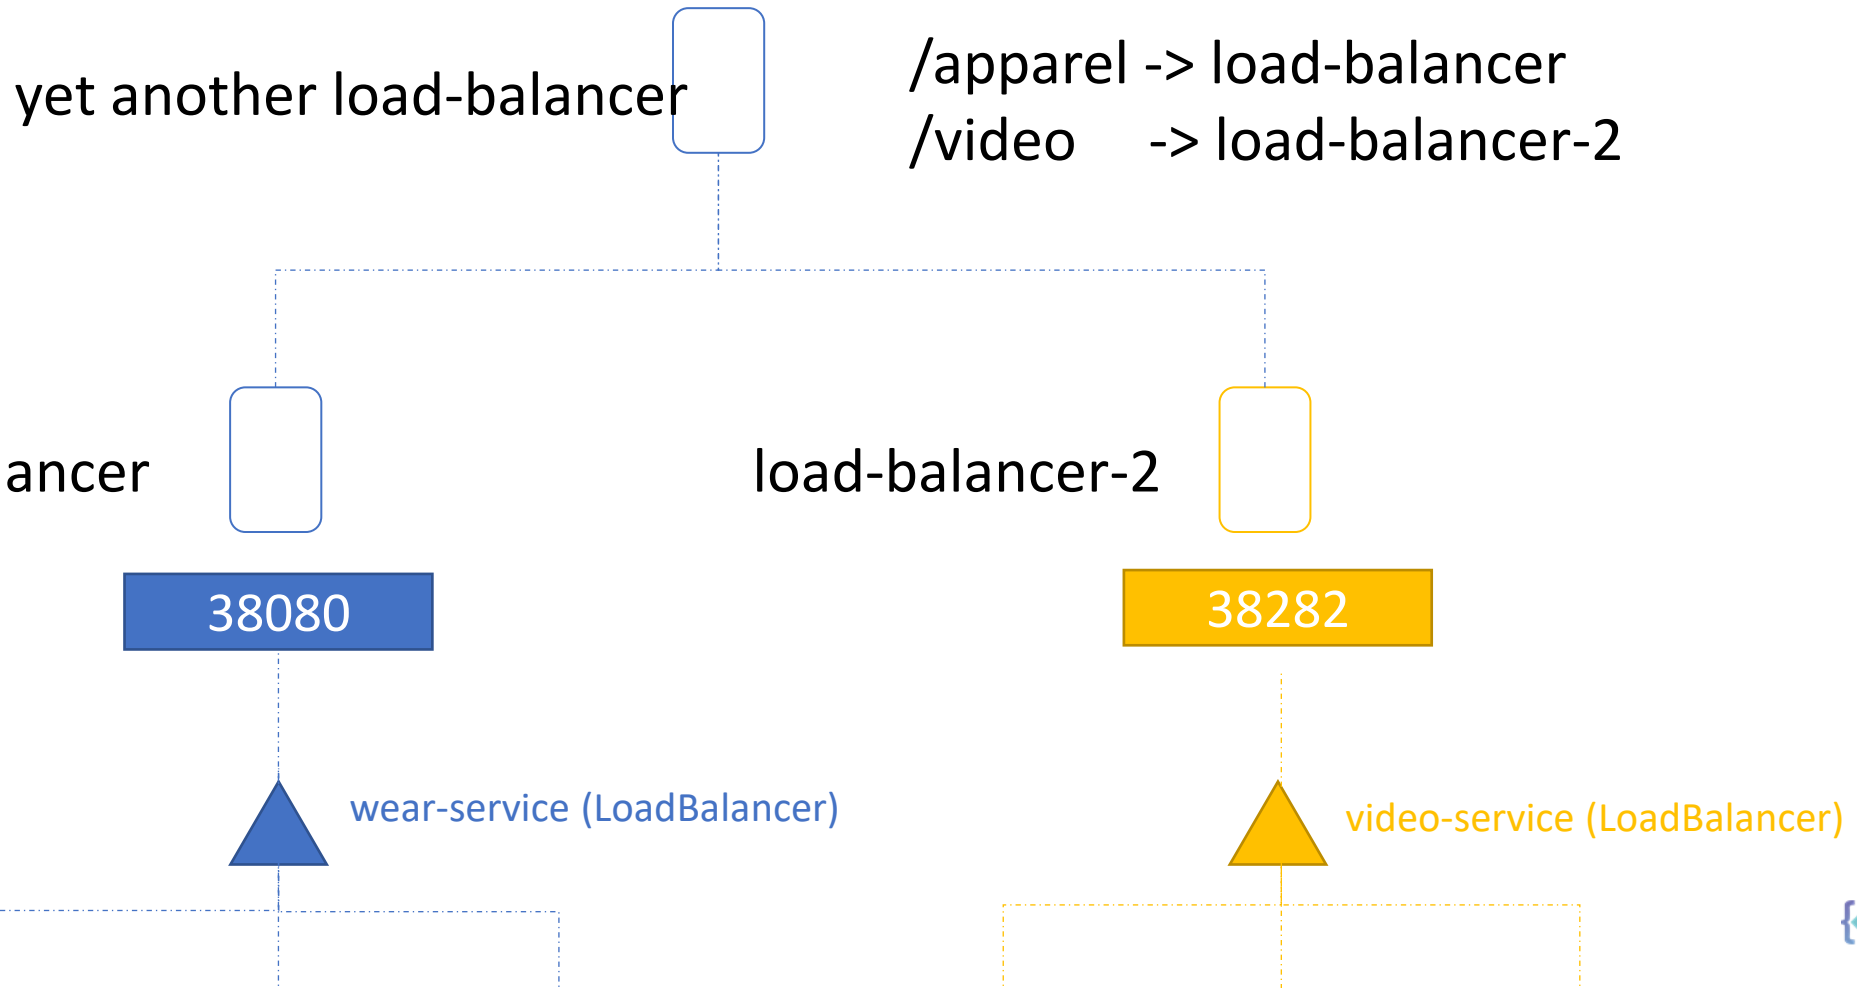 yet another load-balancer
/apparel -> load-balancer
/video -> load-balancer-2
ancer
load-balancer-2
38080
38282
wear-service (LoadBalancer)
video-service (LoadBalancer)
{